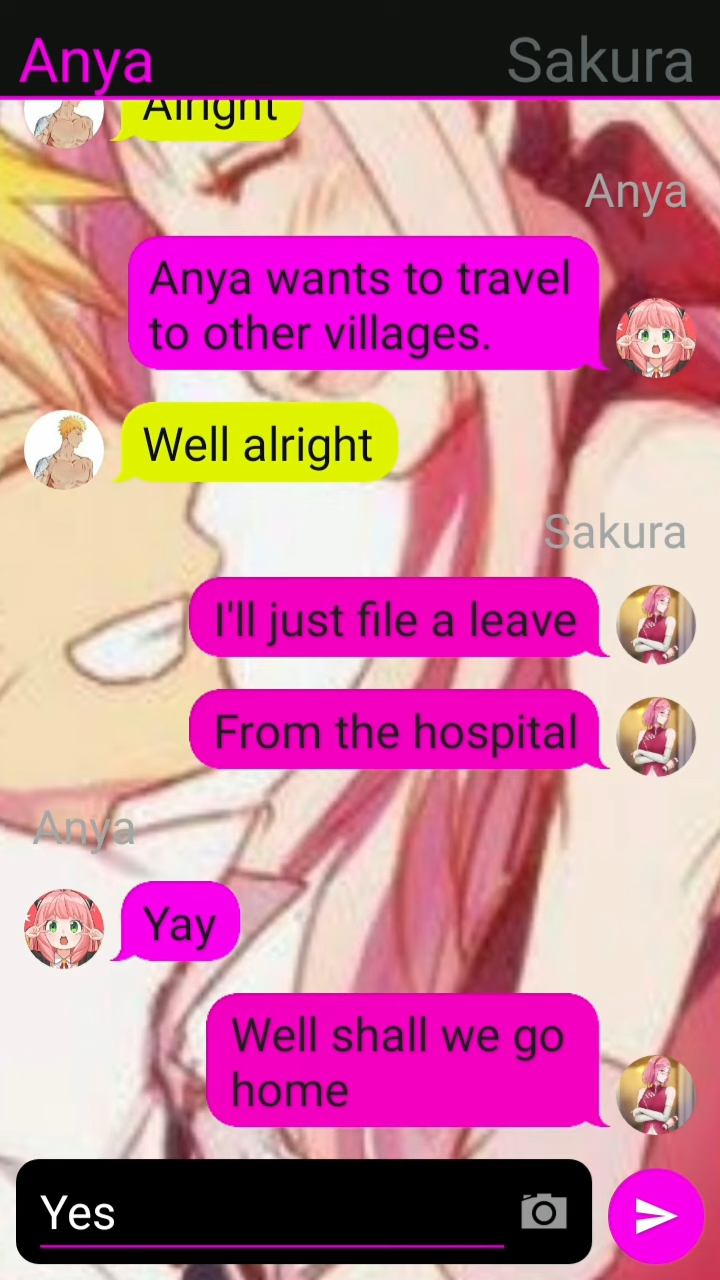 Anya
Sakura
Alright
Anya
Anya wants to travel
to other villages.
Well alright
Sakura
I'll just file a leave
From the hospital
Anya
Yay
Well shall we go
home
Yes